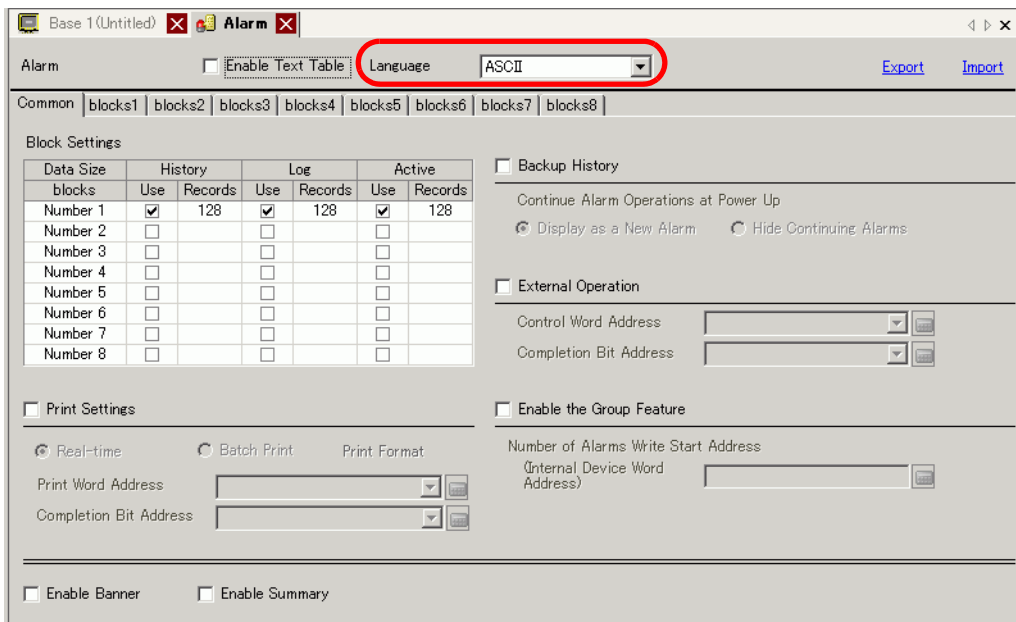 Base 1(Untitled) Alarm
Alarm Enable Text Table Language ASCII Export Import
Common blocks1 blocks2 blocks3 blocks4 blocks5 blocks6 blocks7 blocks8
Block Settings
Data Size History Log Active
blocks Use Records Use Records Use Records
Number 1 128 128 128
Number 2
Number 3
Number 4
Number 5
Number 6
Number 7
Number 8
Backup History
Continue Alarm Operations at Power Up
Display as a New Alarm Hide Continuing Alarms
External Operation
Control Word Address
Completion Bit Address
Print Settings
Real-time Batch Print Print Format
Print Word Address
Completion Bit Address
Enable the Group Feature
Number of Alarms Write Start Address
(Internal Device Word
Address)
Enable Banner Enable Summary